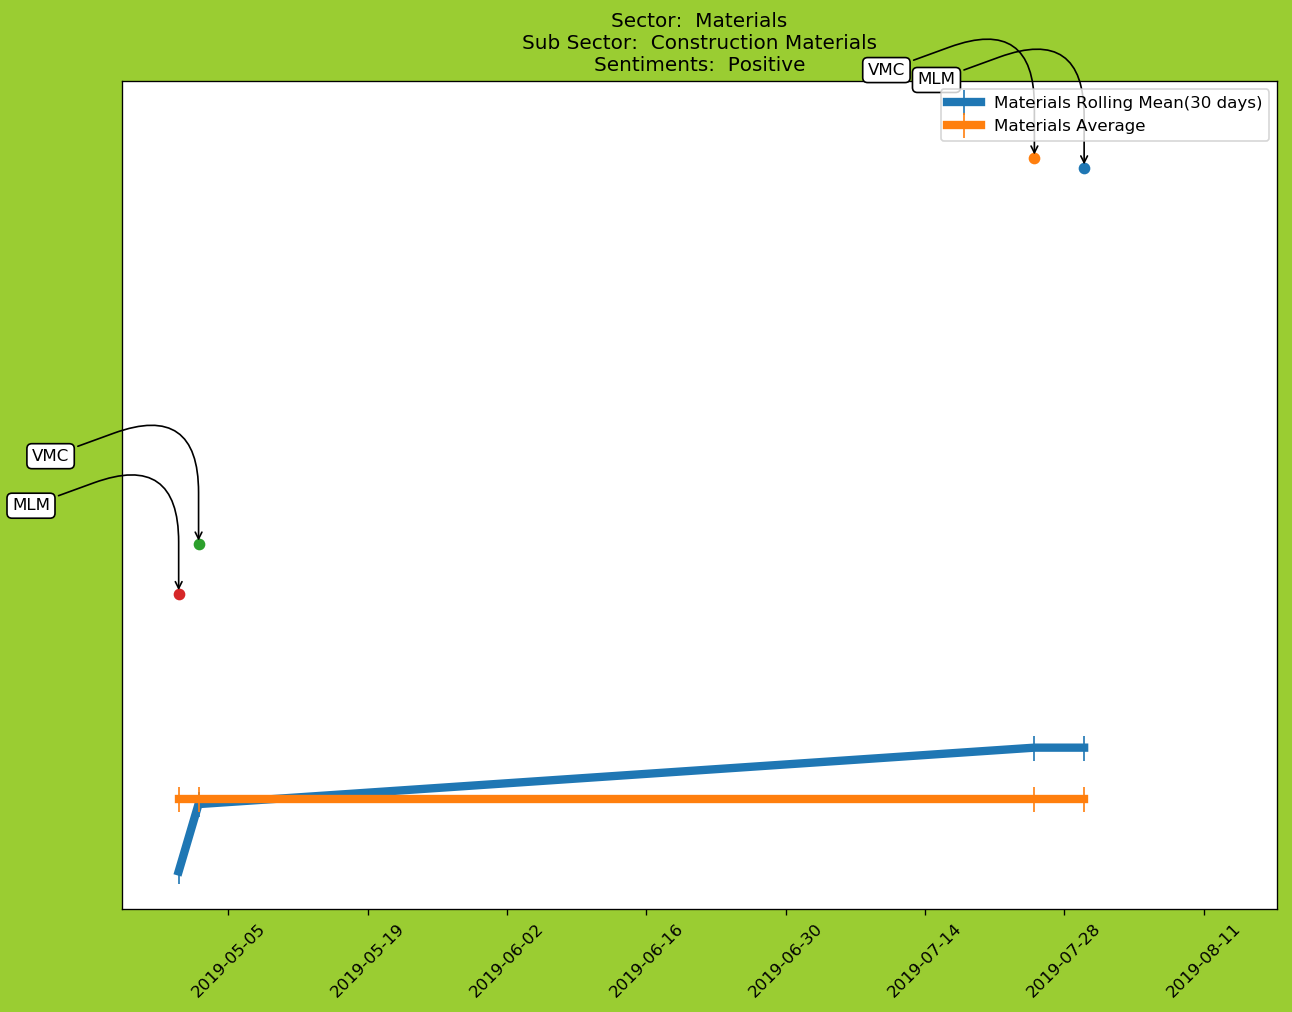 Sector:  Materials
Sub Sector:  Construction Materials
Sentiments:  Positive
VMC
MLM
Materials Rolling Mean(30 days)
Materials Average
VMC
MLM
2019-05-05
2019-05-19
2019-06-02
2019-06-16
2019-06-30
2019-07-14
2019-07-28
2019-08-11